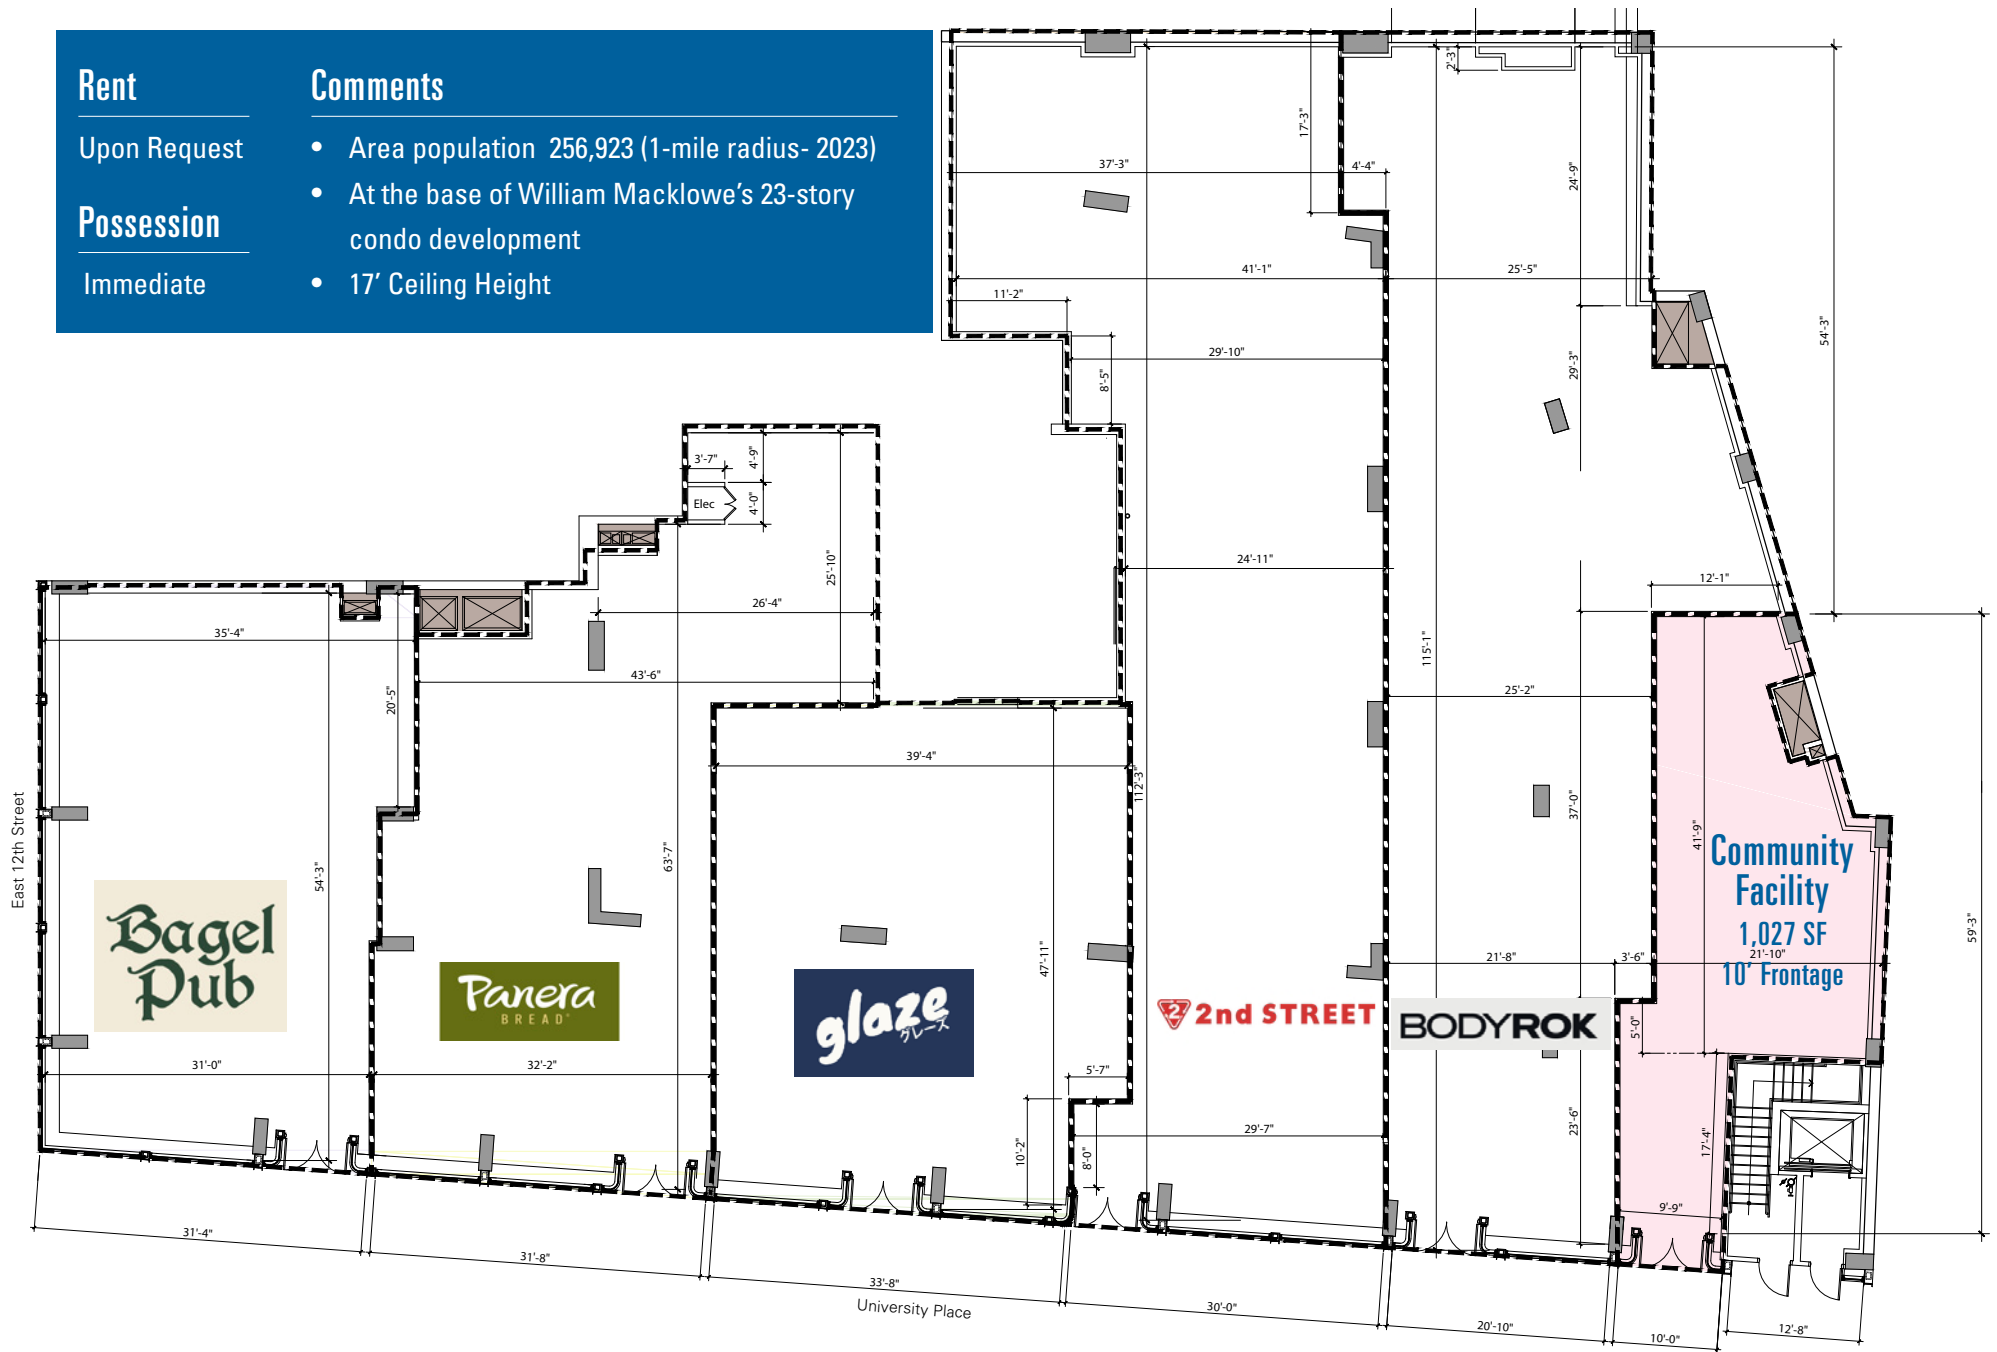 Rent
Upon Request
Possession
Immediate
Comments
• Area population 256,923 (1-mile radius- 2023)
• At the base of William Macklowe’s 23-story
condo development
• 17’ Ceiling Height
2'-3"
17'-3"
37'-3"
4'-4"
24'-9"
41'-1"
25'-5"
11'-2"
54'-3"
29'-10"
29'-3"
8'-5"
3'-7"
4'-9"
Elec
4'-0"
25'-10"
24'-11"
12'-1"
26'-4"
35'-4"
115'-1"
43'-6"
20'-5"
25'-2"
39'-4"
112'-3"
37'-0"
41'-9"
East 12th Street
54'-3"
63'-7"
Community
Facility
1,027 SF
21'-10"
10’ Frontage
59'-3"
47'-11"
21'-8"
3'-6"
Bagel
Pub
Panera
BREAD
glaze
グレーズ
2
2nd STREET
BODYROK
5'-0"
31'-0"
32'-2"
5'-7"
10'-2"
8'-0"
29'-7"
23'-6"
17'-4"
9'-9"
31'-4"
31'-8"
33'-8"
University Place
30'-0"
20'-10"
10'-0"
12'-8"